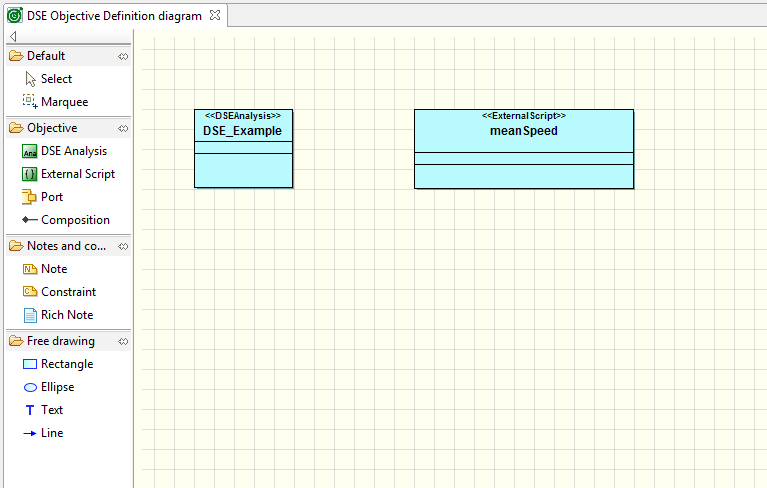 DSE Objective Definition diagram
Default
Select
Marquee
Objective
Ana
DSE Analysis
{ }
External Script
Port
Composition
Notes and co...
N
Note
C
Constraint
Rich Note
Free drawing
Rectangle
Ellipse
T
Text
Line
<<DSEAnalysis>>
DSE_Example
<<ExternalScript>>
meanSpeed